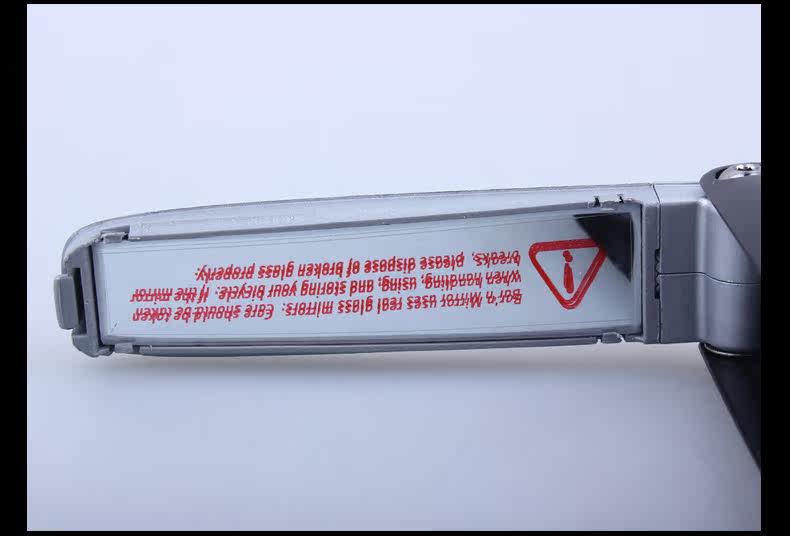 Bar'n Mirror uses real glass mirrors. Care should be taken
when handling, using, and storing your bicycle. If the mirror
breaks, please dispose of broken glass property.